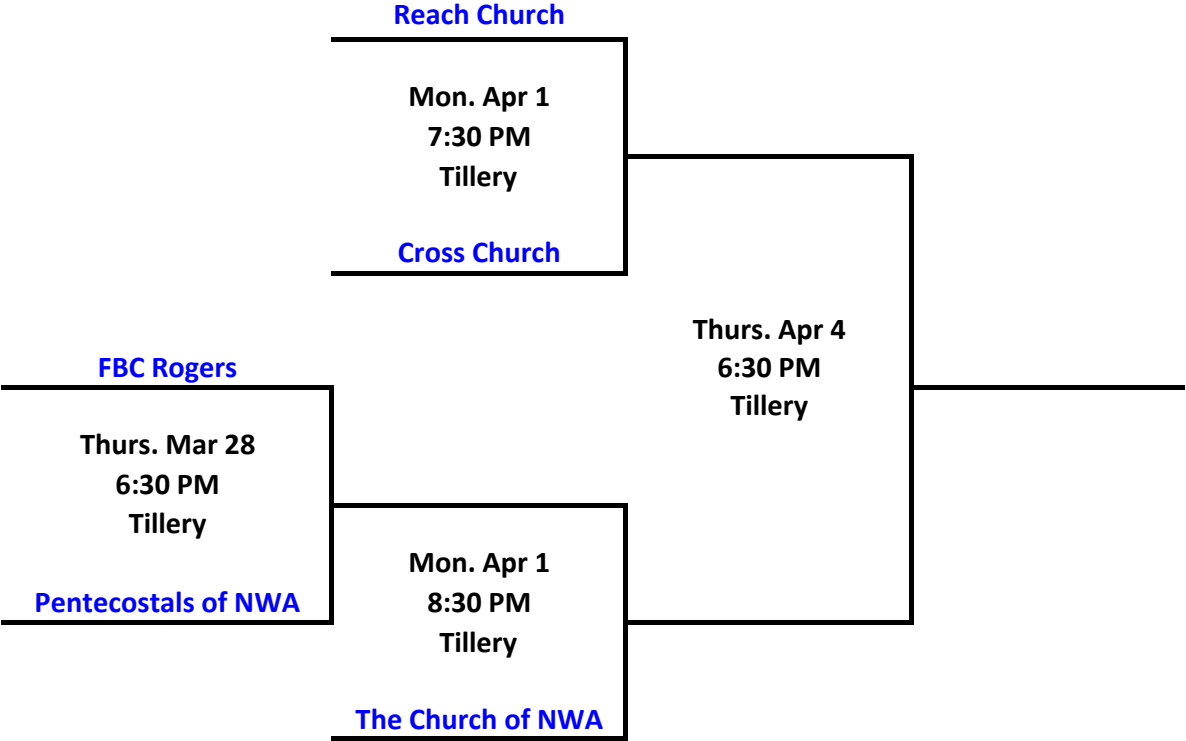 Reach Church
Mon. Apr 1
7:30 PM
Tillery
Cross Church
Thurs. Apr 4
6:30 PM
Tillery
FBC Rogers
Thurs. Mar 28
6:30 PM
Tillery
Pentecostals of NWA
Mon. Apr 1
8:30 PM
Tillery
The Church of NWA